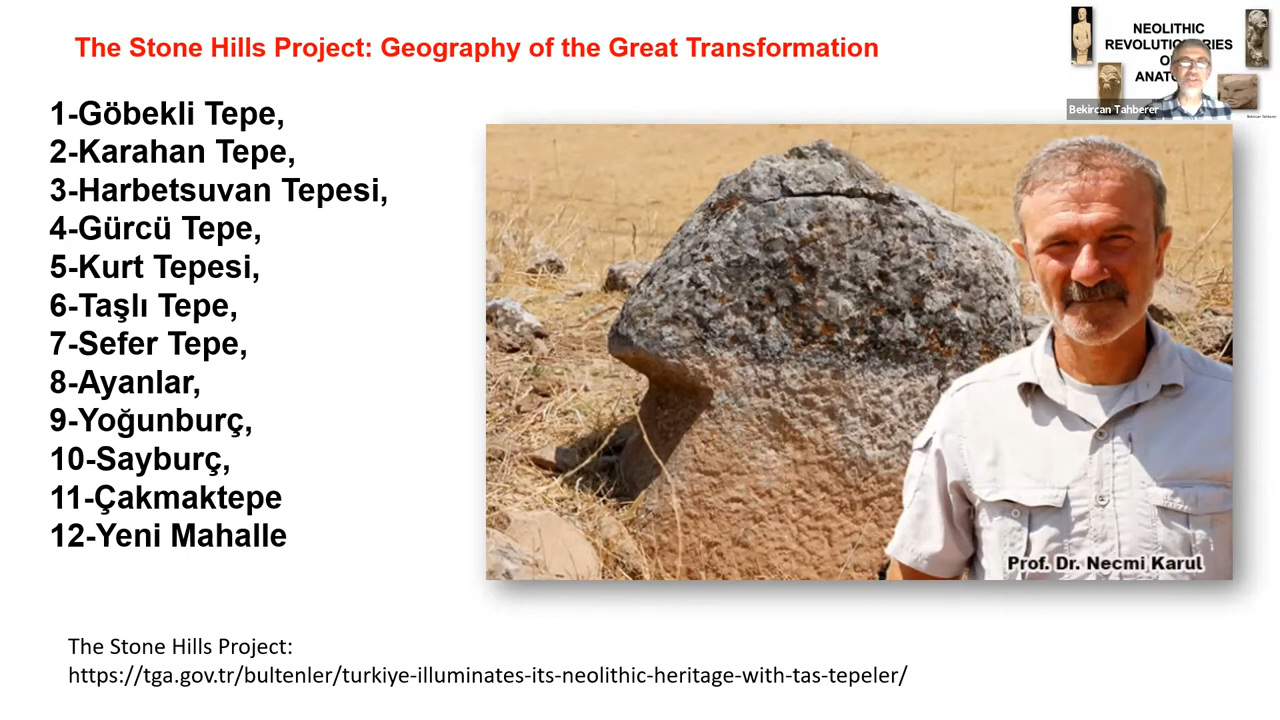 The Stone Hills Project: Geography of the Great Transformation
NEOLITHIC
REVOLUTIONARIES
ANAT
Bekircan Tahberer
Bekircan Tahberer
1-Göbekli Tepe,
2-Karahan Tepe,
3-Harbetsuvan Tepesi,
4-Gürcü Tepe,
5-Kurt Tepesi,
6-Taşlı Tepe,
7-Sefer Tepe,
8-Ayanlar,
9-Yoğunburç,
10-Sayburç,
11-Çakmaktepe
12-Yeni Mahalle
Prof. Dr. Necmi Karul
The Stone Hills Project:
https://tga.gov.tr/bultenler/turkiye-illuminates-its-neolithic-heritage-with-tas-tepeler/